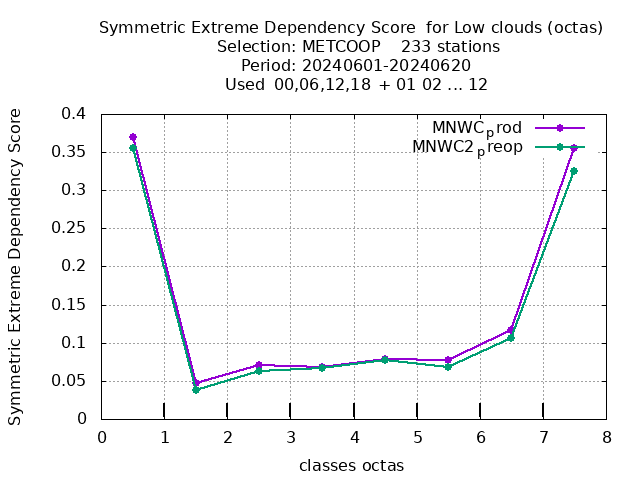 Symmetric Extreme Dependency Score for Low clouds (octas)
Selection: METCOOP 233 stations
Period: 20240601-20240620
Used 00,06,12,18 + 01 02 ... 12
MNWCprod
MNWC2preop
Symmetric Extreme Dependency Score
0.4
0.35
0.3
0.25
0.2
0.15
0.1
0.05
0
0 1 2 3 4 5 6 7 8
classes octas